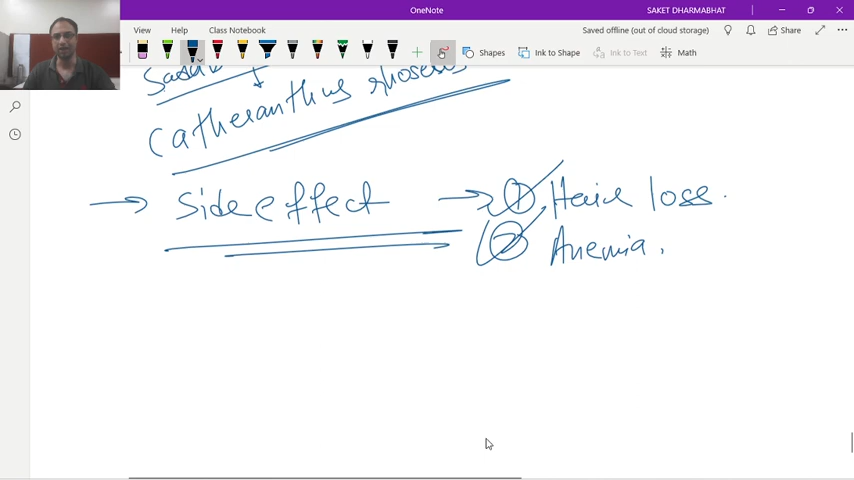 OneNote
SAKET DHARMABHAT
View Help Class Notebook
Saved offline (out of cloud storage) Share
Shapes Ink to Shape Ink to Text Math
Catheranthus rhoseus
→ Side effect → ① Hair loss.
② Anemia.